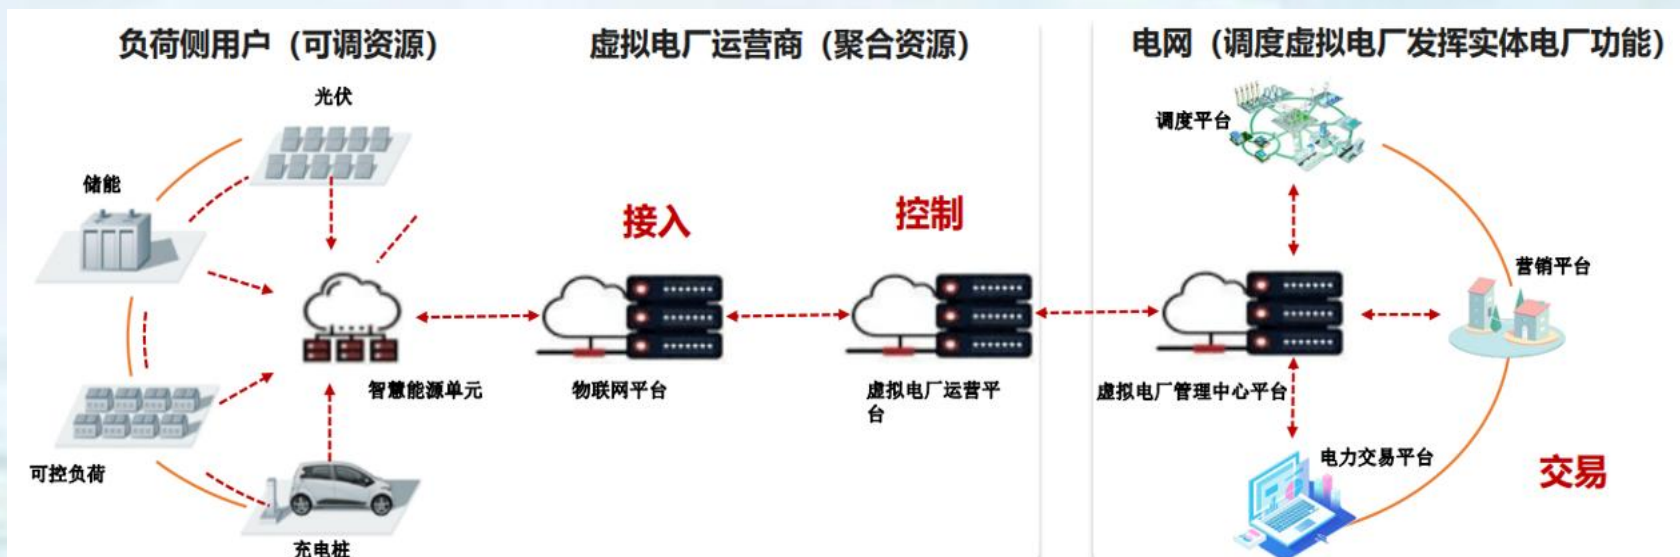 负荷侧用户（可调资源）
虚拟电厂运营商（聚合资源）
电网（调度虚拟电厂发挥实体电厂功能）
光伏
调度平台
储能
接入
控制
营销平台
智慧能源单元
物联网平台
虚拟电厂运营平
台
虚拟电厂管理中心平台
可控负荷
电力交易平台
交易
充电桩